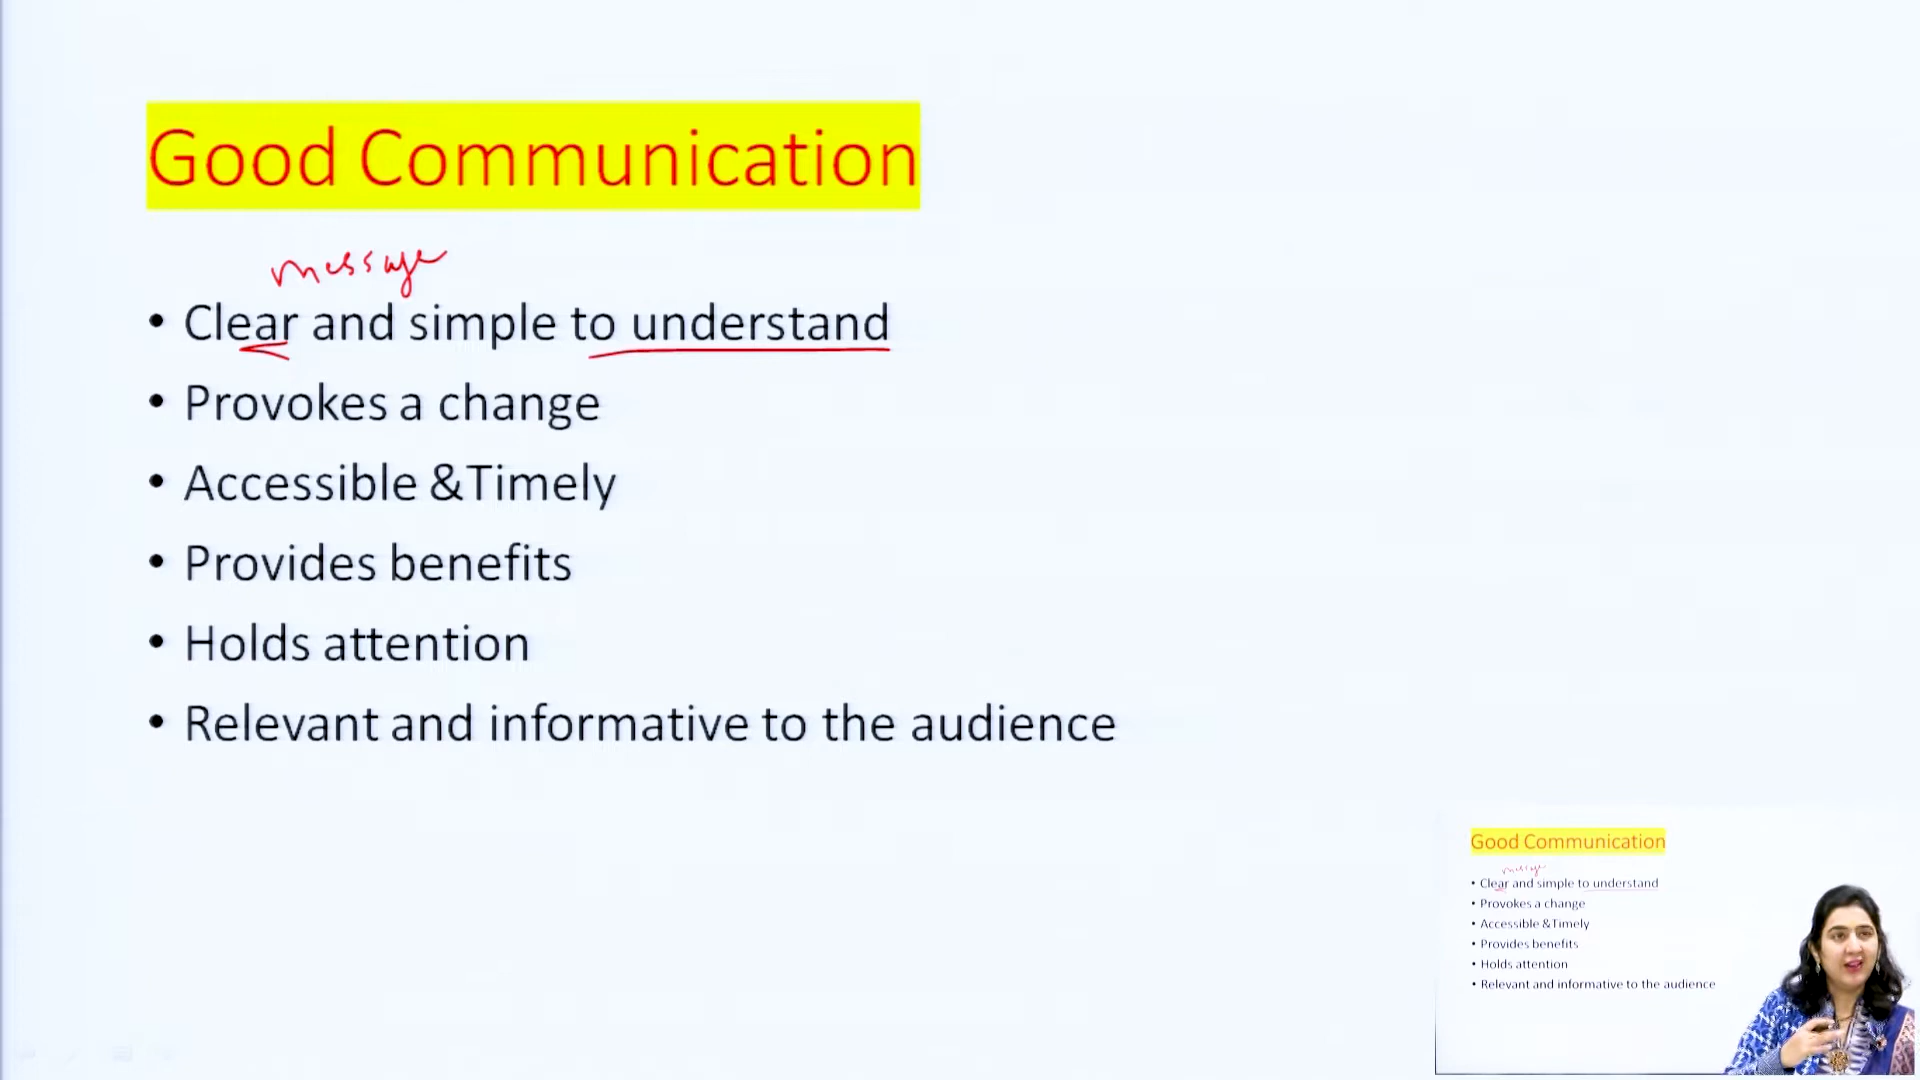 Good Communication
message
• Clear and simple to understand
• Provokes a change
• Accessible &Timely
• Provides benefits
• Holds attention
• Relevant and informative to the audience
Good Communication
message
• Clear and simple to understand
• Provokes a change
• Accessible &Timely
• Provides benefits
• Holds attention
• Relevant and informative to the audience